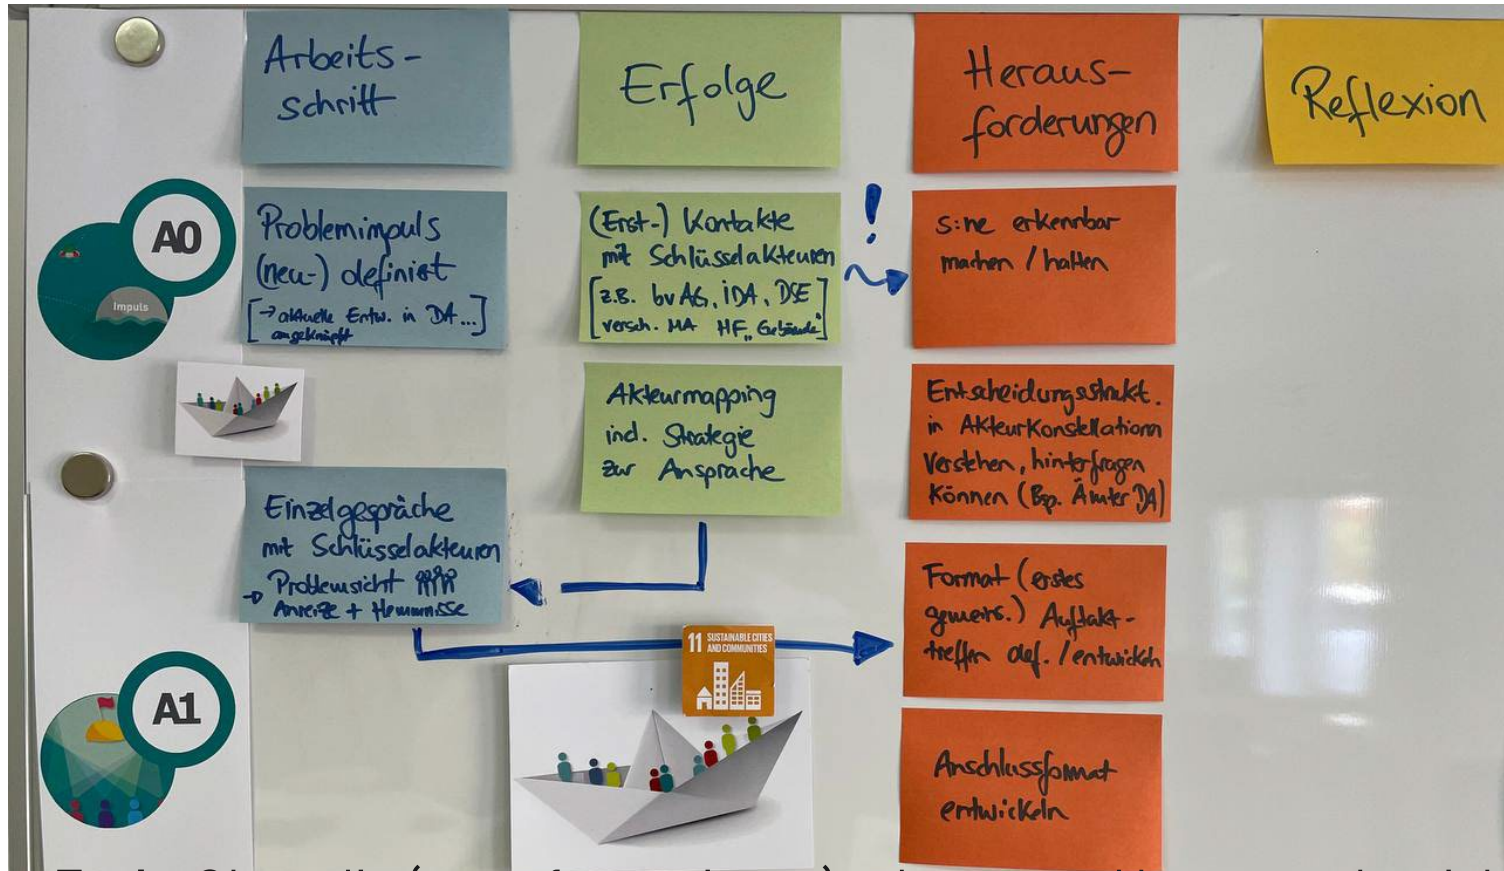 Arbeits-
schritt
Erfolge
Heraus-
forderungen
Reflexion
A0
Impuls
Problemimpuls
(neu-) definiert
[→ aktuelle Entw. in DA...]
angeknüpft
(Erst-) Kontakte
mit Schlüsselakteuren
[z.B. bvAG, IDA, DSE
versch. MA HF „Gebäude"]
!
s:ne erkennbar
machen / halten
Akteurmapping
incl. Strategie
zur Ansprache
Entscheidungsstrukt.
in Akteurkonstellation
verstehen, hinterfragen
können (Bsp. Ämter DA)
Einzelgespräche
mit Schlüsselakteuren
→ Problemsicht
Anreize + Hemmnisse
Format (erstes
gemeins.) Auftakt-
treffen def. / entwickeln
11 SUSTAINABLE CITIES
AND COMMUNITIES
A1
Anschlussformat
entwickeln